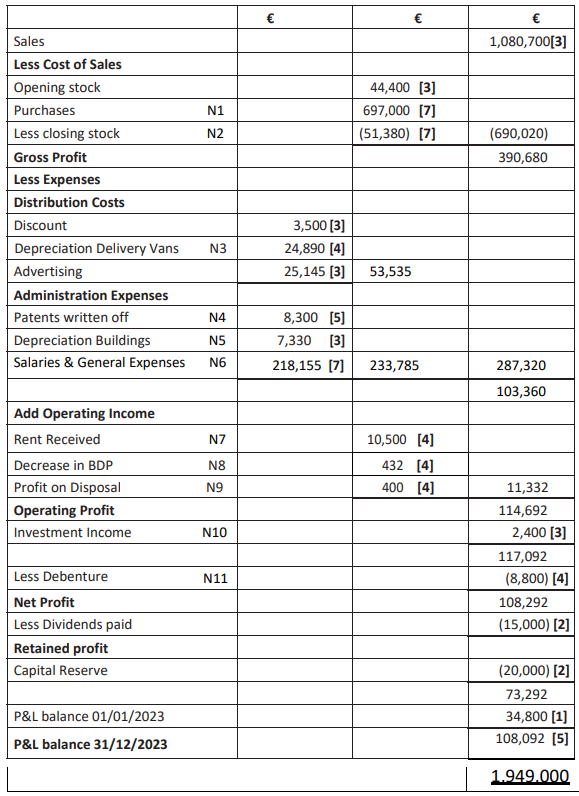 € € €
Sales 1,080,700[3]
Less Cost of Sales
Opening stock 44,400 [3]
Purchases N1 697,000 [7]
Less closing stock N2 (51,380) [7] (690,020)
Gross Profit 390,680
Less Expenses
Distribution Costs
Discount 3,500 [3]
Depreciation Delivery Vans N3 24,890 [4]
Advertising 25,145 [3] 53,535
Administration Expenses
Patents written off N4 8,300 [5]
Depreciation Buildings N5 7,330 [3]
Salaries & General Expenses N6 218,155 [7] 233,785 287,320
103,360
Add Operating Income
Rent Received N7 10,500 [4]
Decrease in BDP N8 432 [4]
Profit on Disposal N9 400 [4] 11,332
Operating Profit 114,692
Investment Income N10 2,400 [3]
117,092
Less Debenture N11 (8,800) [4]
Net Profit 108,292
Less Dividends paid (15,000) [2]
Retained profit
Capital Reserve (20,000) [2]
73,292
P&L balance 01/01/2023 34,800 [1]
P&L balance 31/12/2023 108,092 [5]
1,949,000